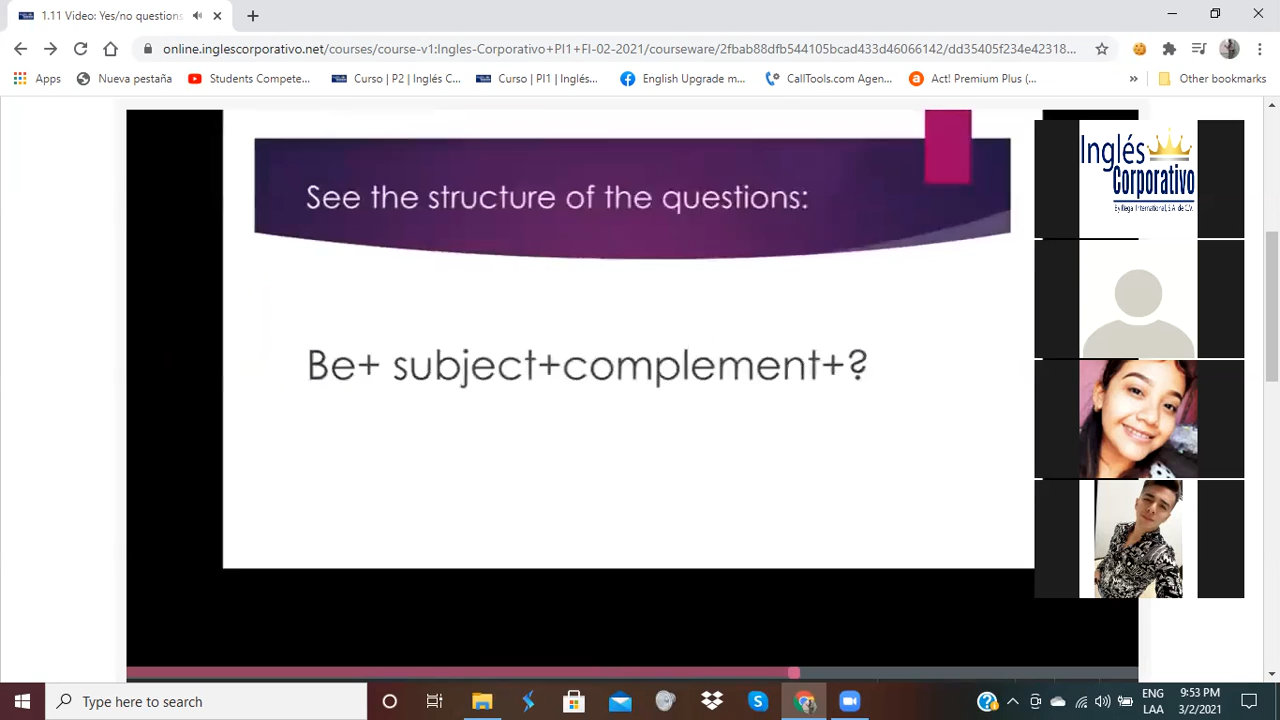 1.11 Video: Yes/no questions
online.inglescorporativo.net/courses/course-v1:Ingles-Corporativo+PI1+FI-02-2021/courseware/2fbab88dfb544105bcad433d46066142/dd35405f234e42318...
Apps
Nueva pestaña
Students Compete...
Curso | P2 | Inglés C...
Curso | PI1 | Inglés...
English Upgrade m...
CallTools.com Agen...
Act! Premium Plus (...
»
Other bookmarks
See the structure of the questions:
Be+ subject+complement+?
Inglés
Corporativo
Type here to search
ENG
LAA
9:53 PM
3/2/2021